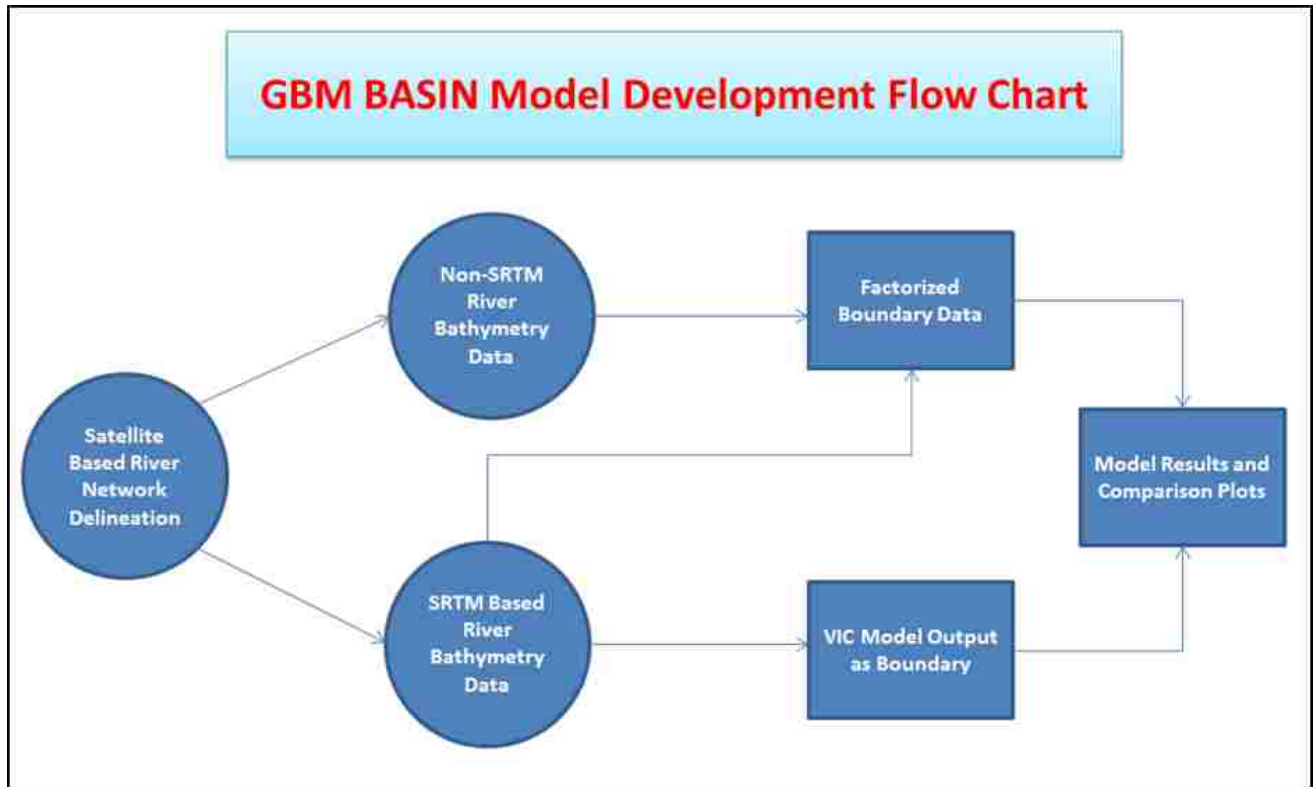 GBM BASIN Model Development Flow Chart
Non-SRTM
River
Bathymetry
Data
Factorized
Boundary Data
Satellite
Based River
Network
Delineation
Model Results and
Comparison Plots
SRTM Based
River
Bathymetry
Data
VIC Model Output
as Boundary